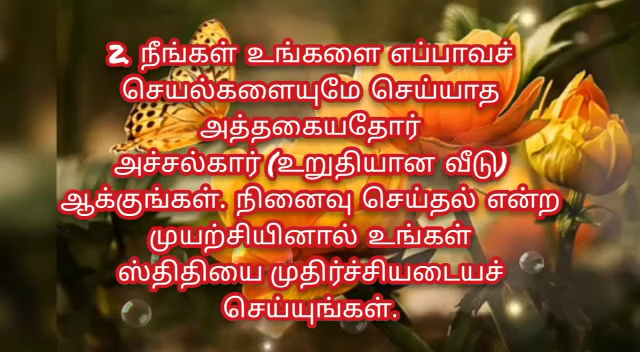 2. நீங்கள் உங்களை எப்பாவச்
செயல்களையுமே செய்யாத
அத்தகையதோர்
அச்சல்கார் (உறுதியான வீடு)
ஆக்குங்கள். நினைவு செய்தல் என்ற
முயற்சியினால் உங்கள்
ஸ்திதியை முதிர்ச்சியடையச்
செய்யுங்கள்.